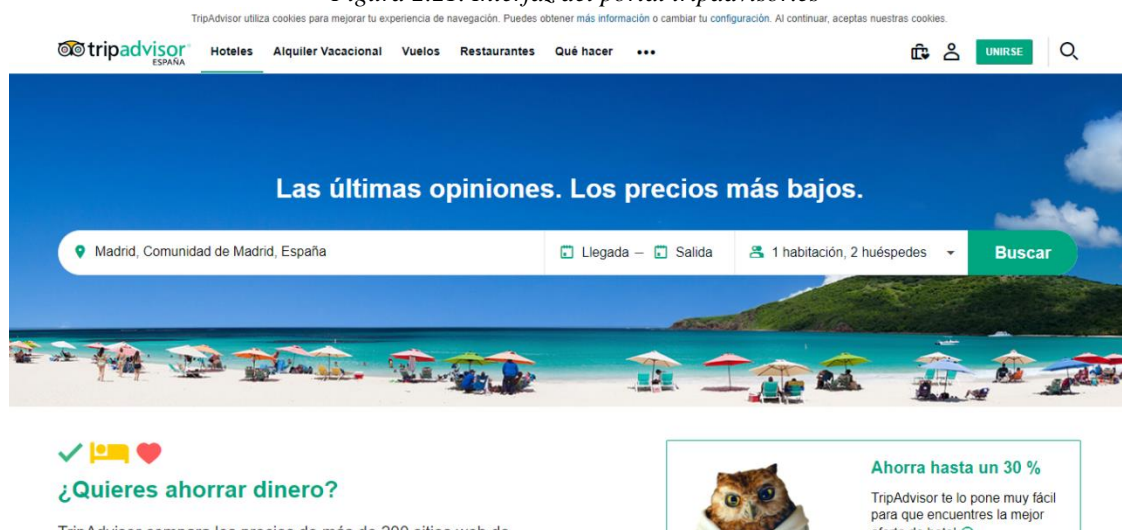 TripAdvisor utiliza cookies para mejorar tu experiencia de navegación. Puedes obtener más información o cambiar tu configuración. Al continuar, aceptas nuestras cookies.
tripadvisor Hoteles Alquiler Vacacional Vuelos Restaurantes Qué hacer ••• UNIRSE
ESPAÑA
Las últimas opiniones. Los precios más bajos.
Madrid, Comunidad de Madrid, España Llegada – Salida 1 habitación, 2 huéspedes Buscar
¿Quieres ahorrar dinero?
Ahorra hasta un 30 %
TripAdvisor te lo pone muy fácil
para que encuentres la mejor